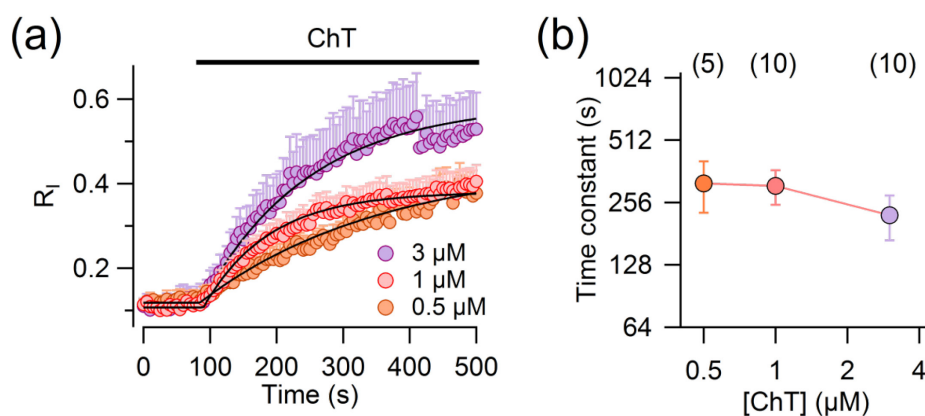 (a)
ChT
0.6
0.4
0.2
R_I
3 µM
1 µM
0.5 µM
0 100 200 300 400 500
Time (s)
(b)
(5) (10) (10)
1024
512
256
128
64
Time constant (s)
0.5 1 2 4
[ChT] (µM)